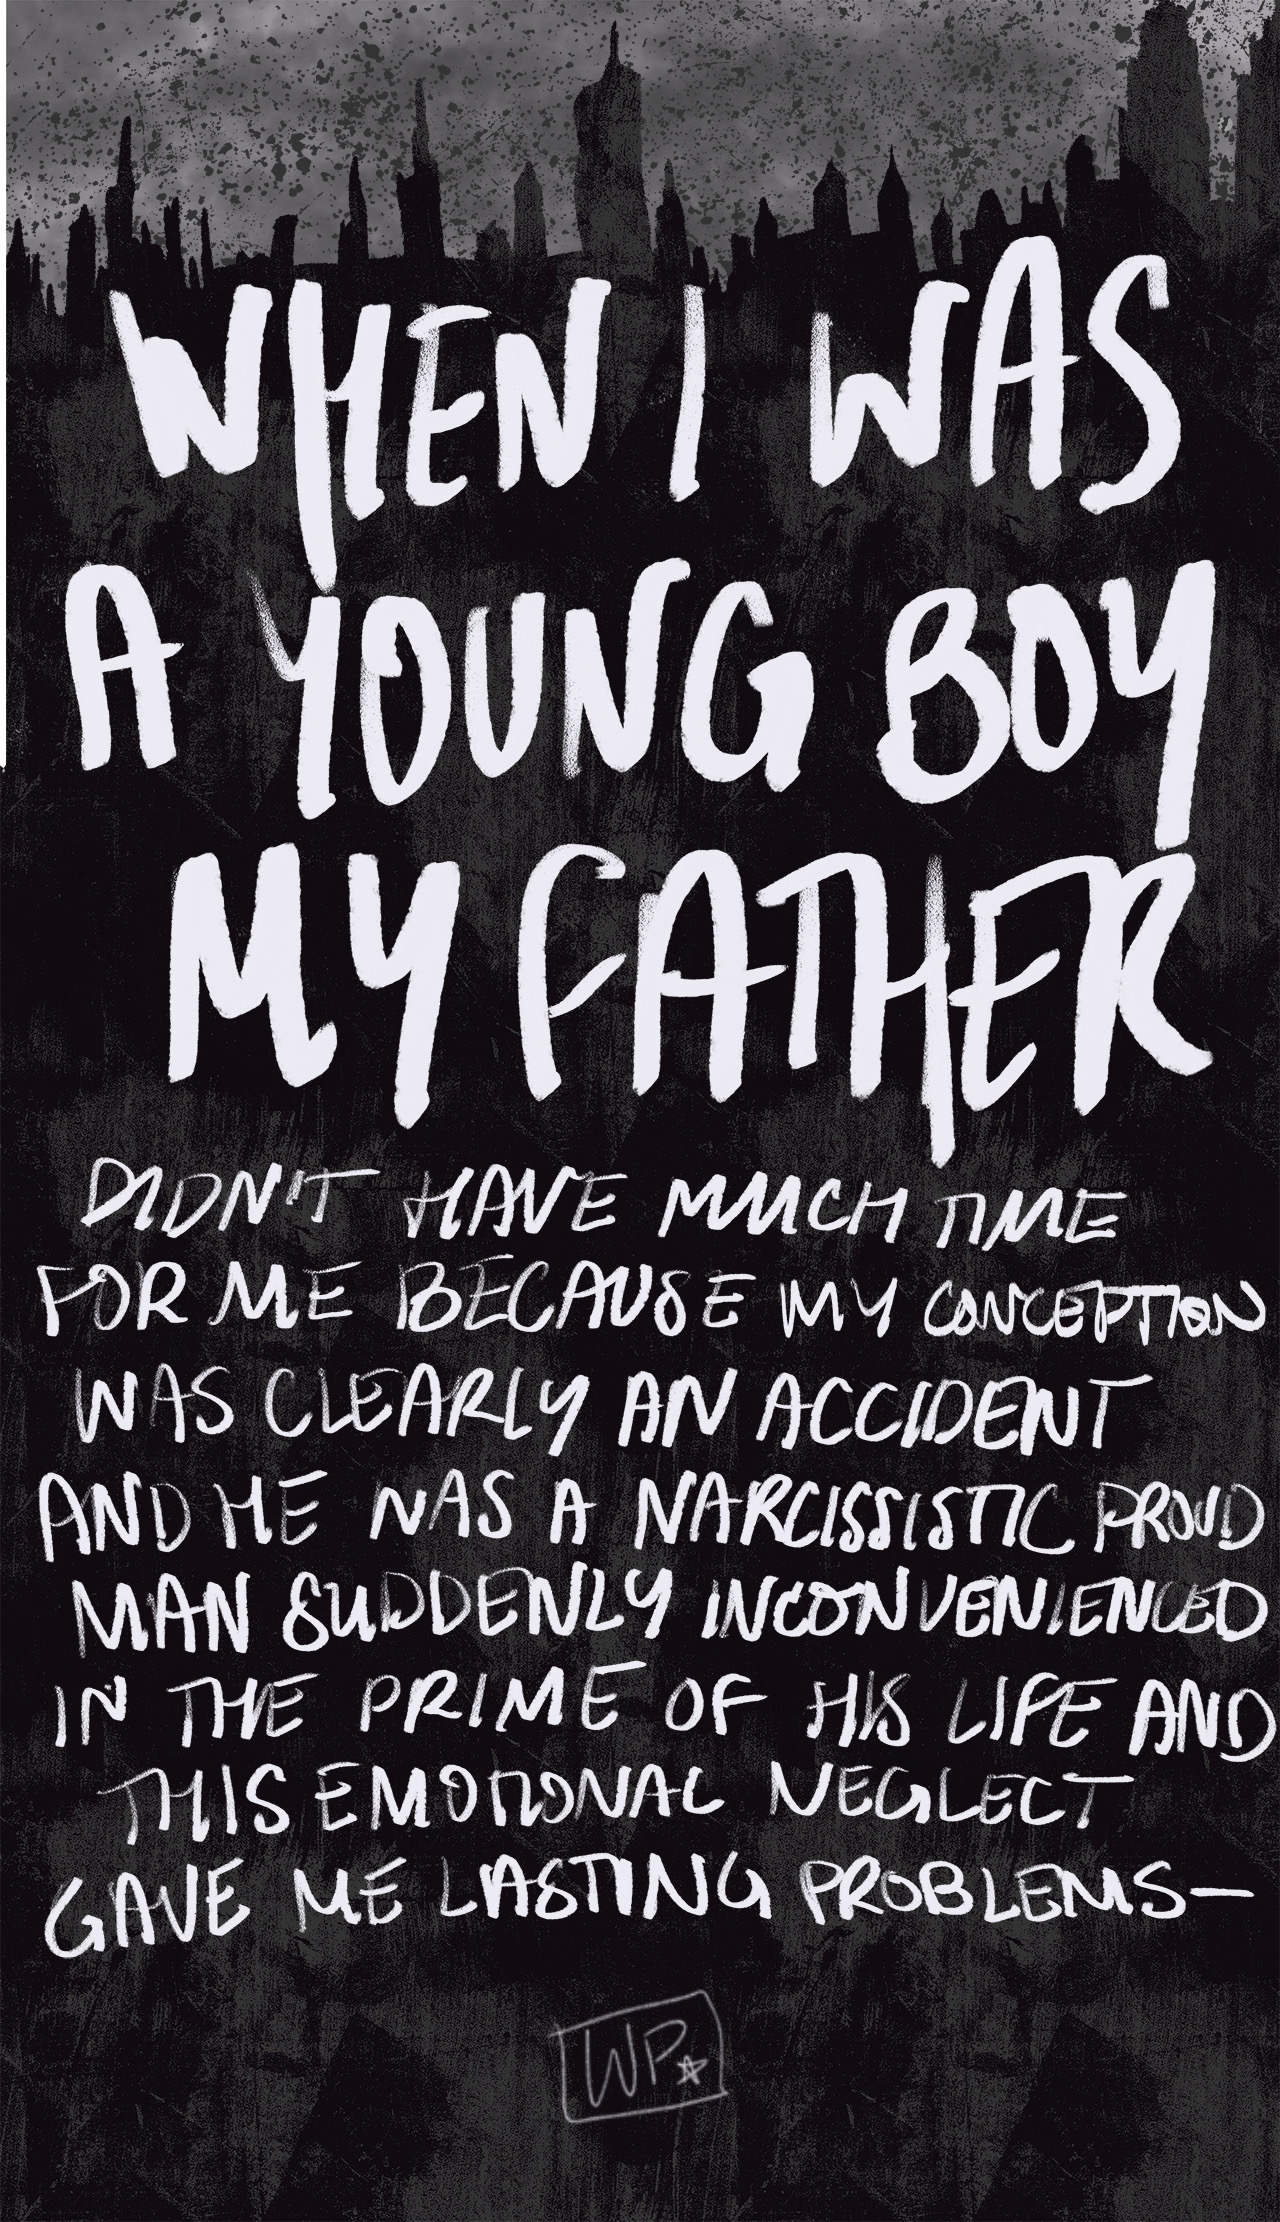 WHEN I WAS
A YOUNG BOY
MY FATHER
DIDN'T HAVE MUCH TIME
FOR ME BECAUSE MY CONCEPTION
WAS CLEARLY AN ACCIDENT
AND HE WAS A NARCISSISTIC PROUD
MAN SUDDENLY INCONVENIENCED
IN THE PRIME OF HIS LIFE AND
THIS EMOTIONAL NEGLECT
GAVE ME LASTING PROBLEMS—
WP